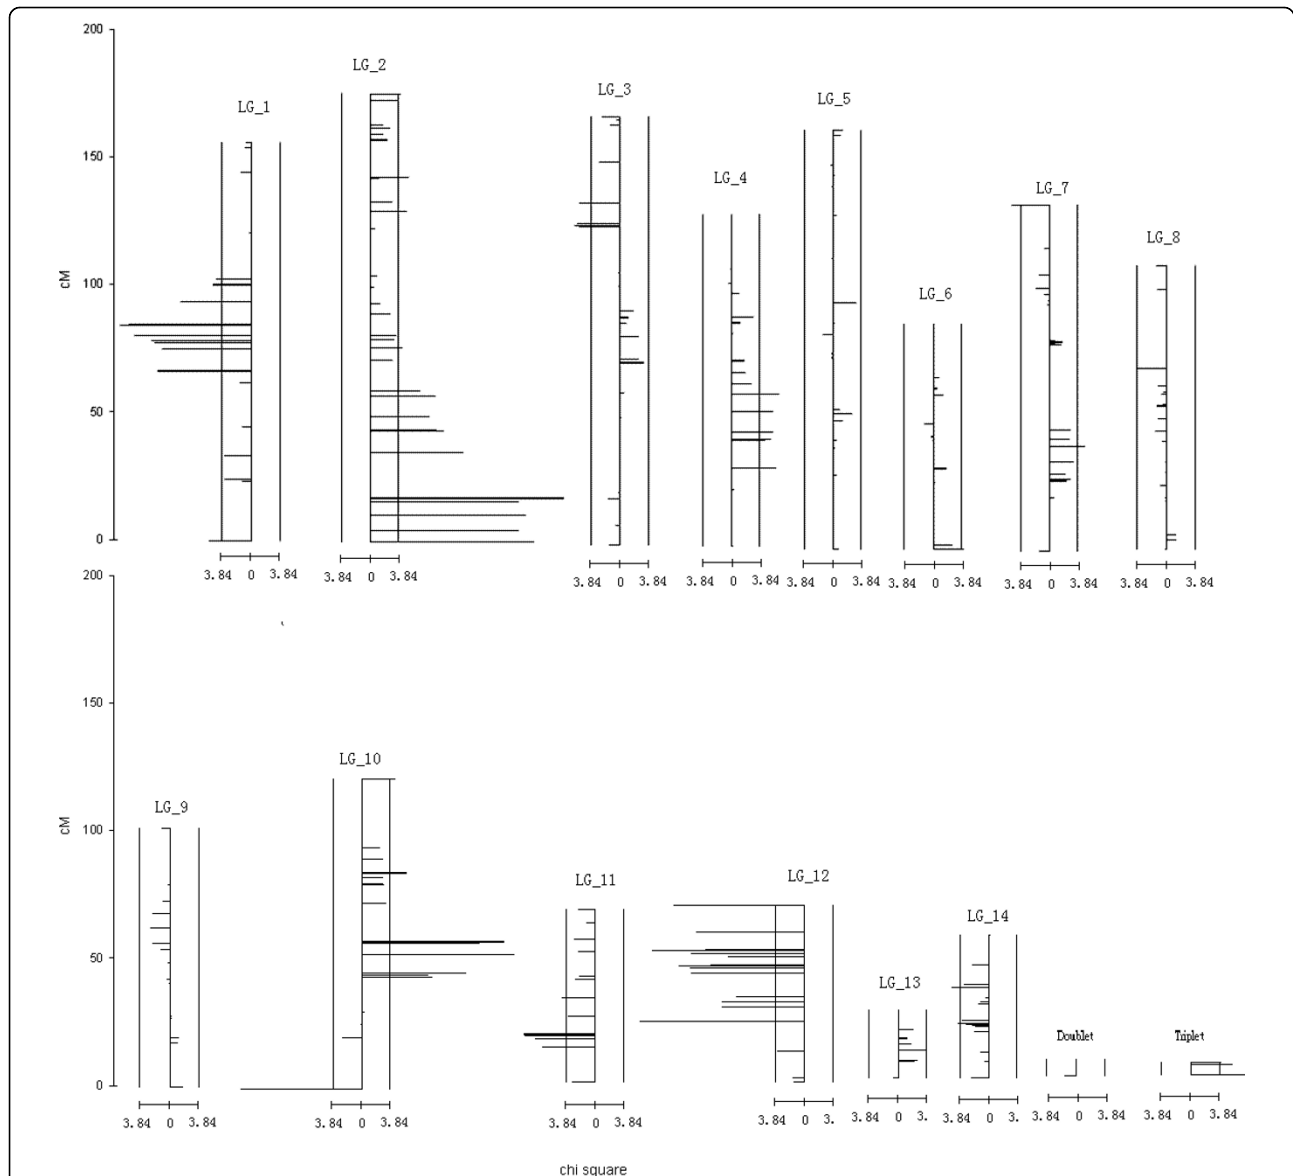 200
LG_2
LG_3
LG_5
LG_1
150
LG_4
LG_7
LG_8
cM
100
LG_6
50
0
3.84 0 3.84
3.84 0 3.84
3.84 0 3.84
3.84 0 3.84
3.84 0 3.84
3.84 0 3.84
3.84 0 3.84
3.84 0 3.84
200
150
LG_10
LG_9
cM
100
LG_11
LG_12
LG_14
50
LG_13
Doublet
Triplet
0
3.84 0 3.84
3.84 0 3.84
3.84 0 3.84
3.84 0 3.
3.84 0 3.
3.84 0 3.
3.84 0 3.84
3.84 0 3.84
chi square